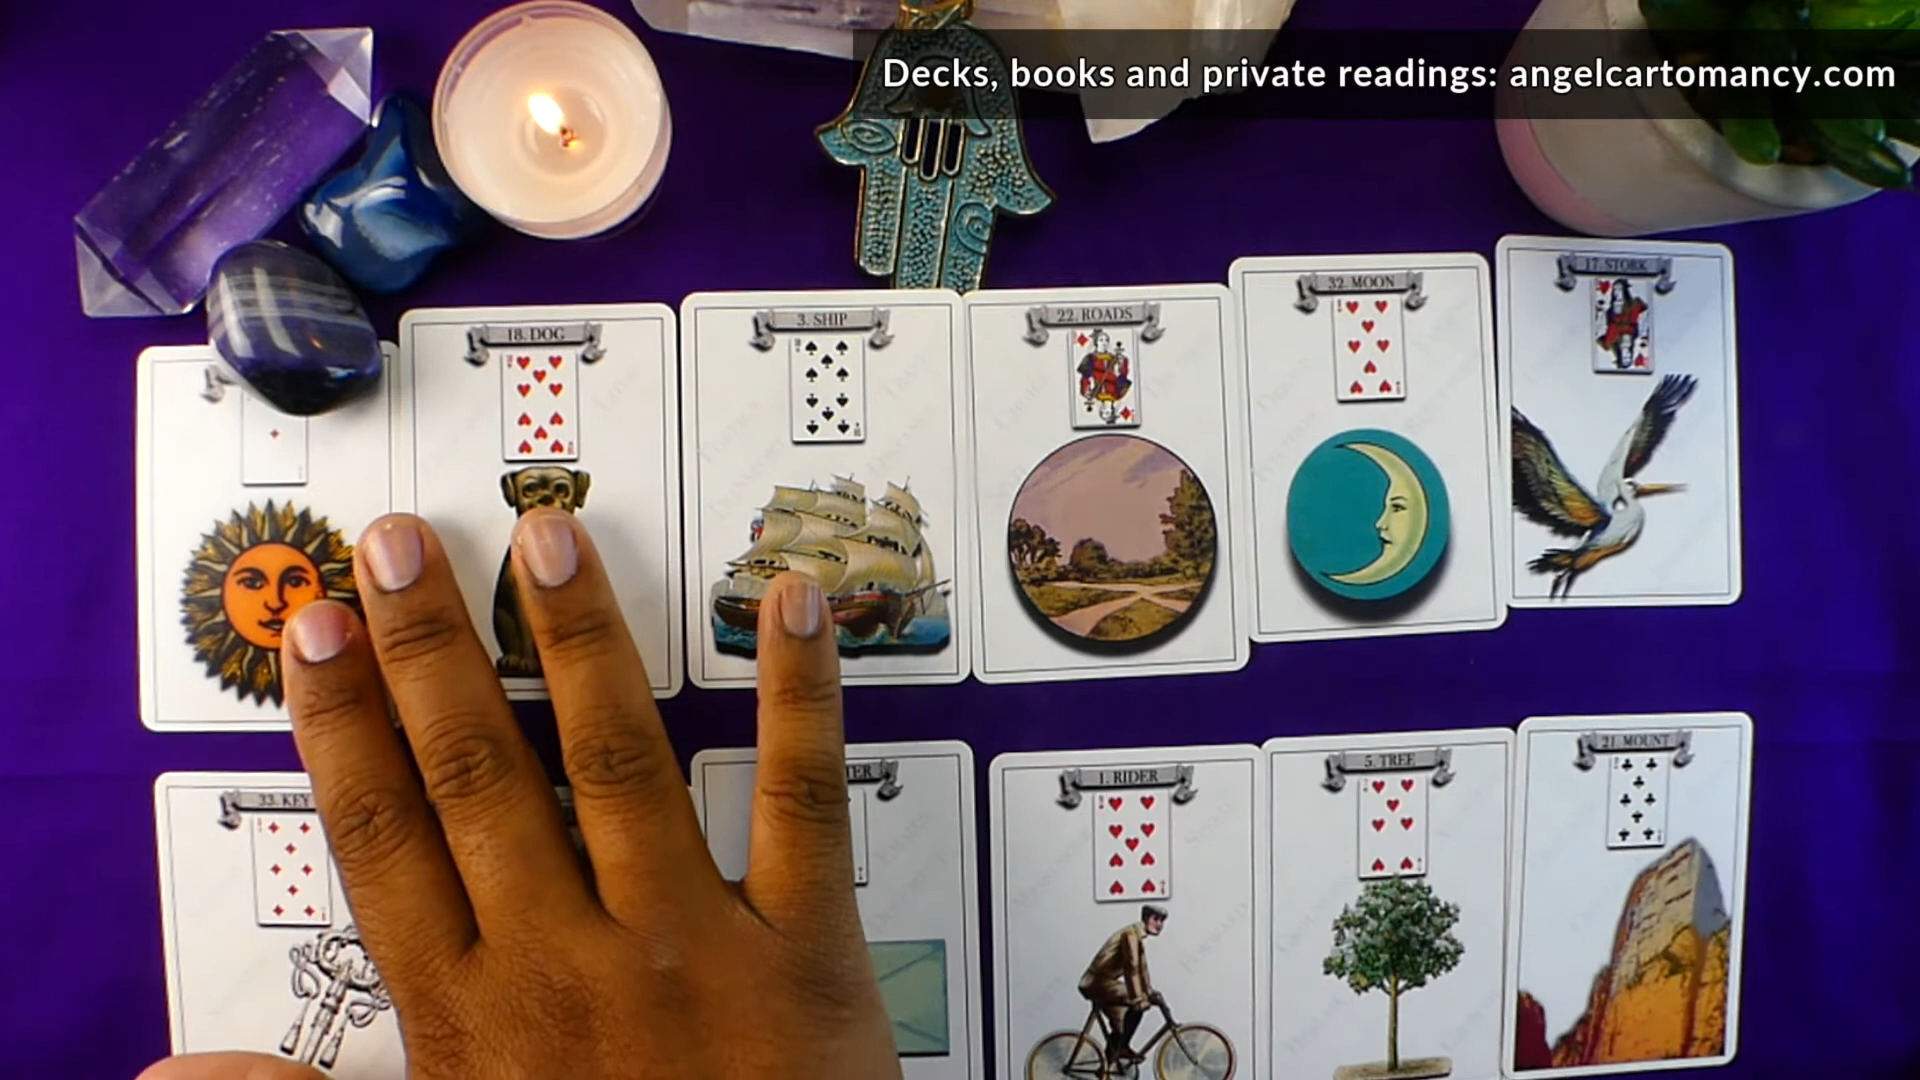 Decks, books and private readings: angelcartomancy.com
18. DOG
3. SHIP
22. ROADS
32. MOON
17. STORK
33. KEY
TER
1. RIDER
5. TREE
21. MOUNT